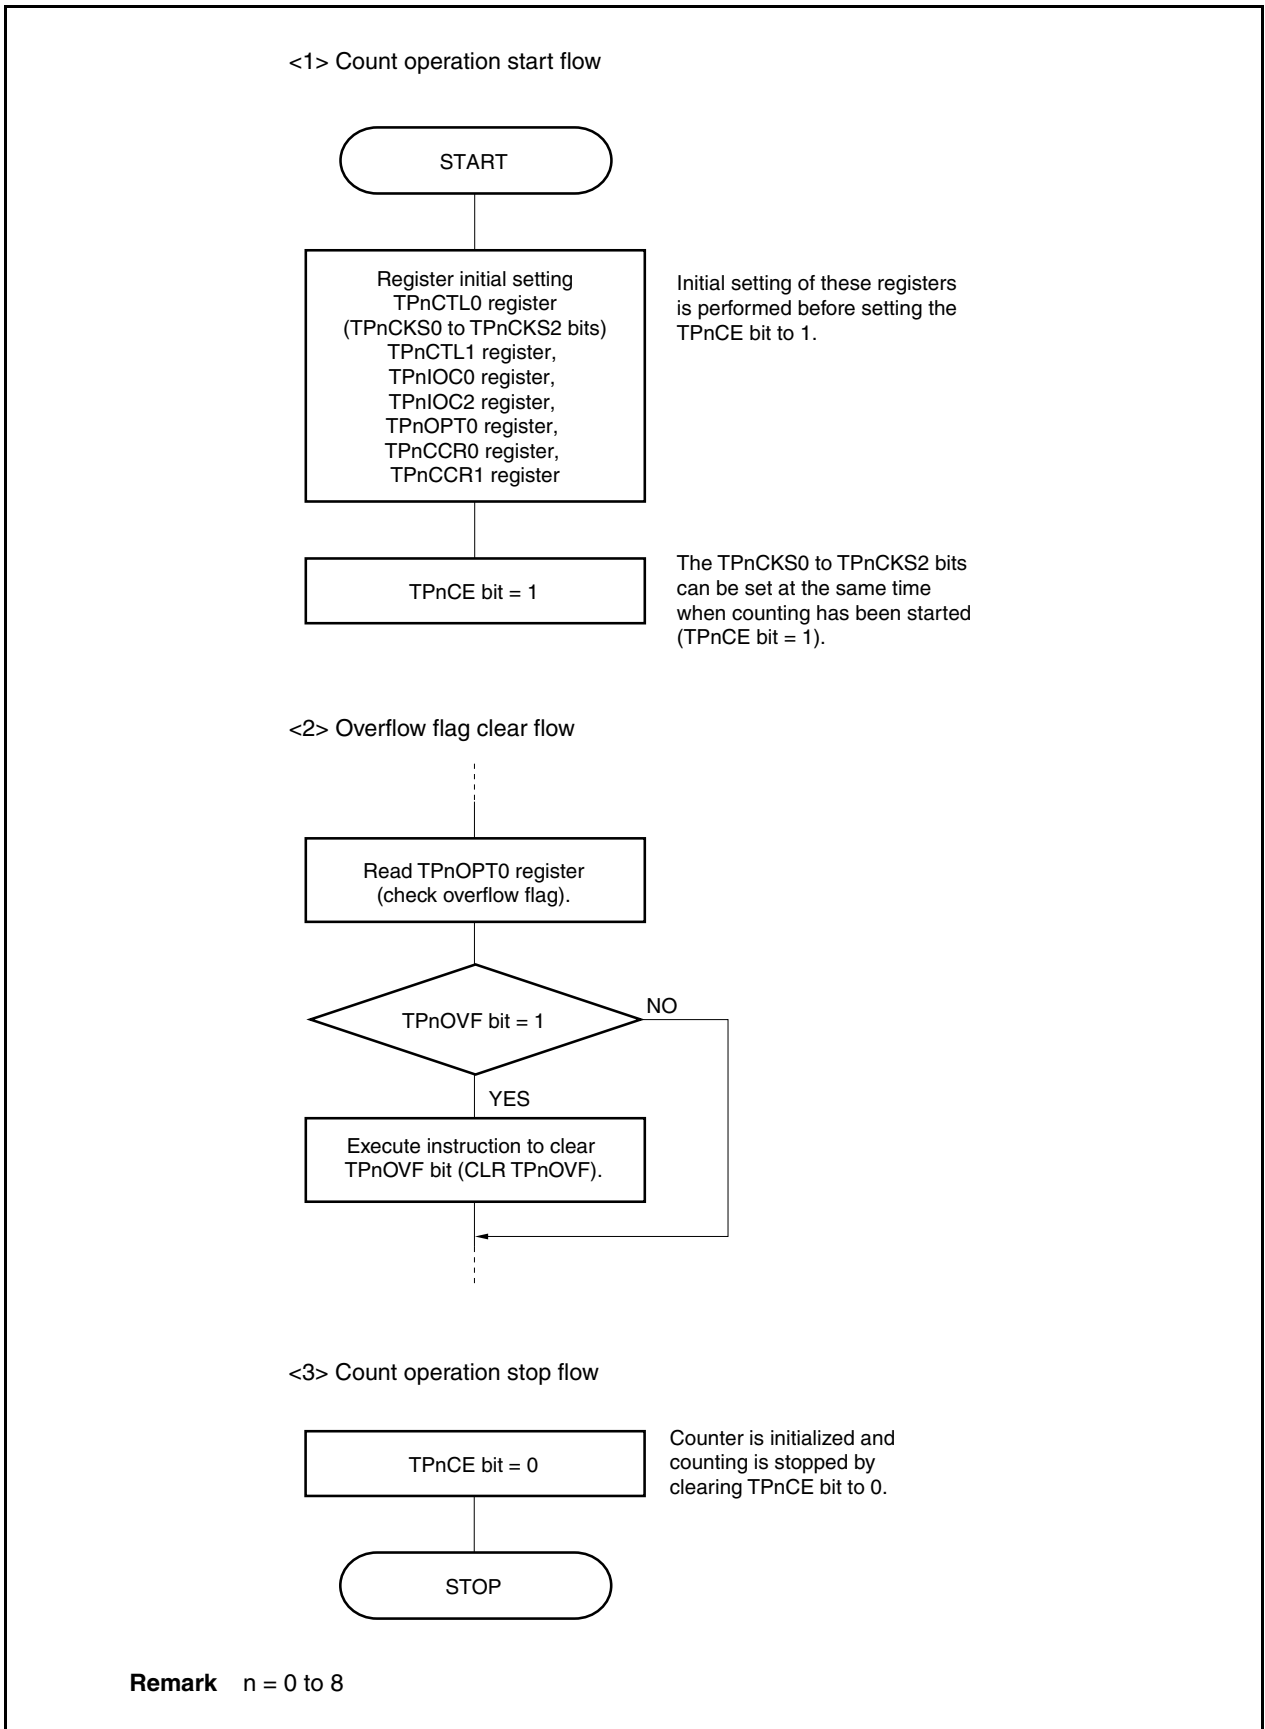 <1> Count operation start flow
START
Register initial setting
TPnCTL0 register
(TPnCKS0 to TPnCKS2 bits)
TPnCTL1 register,
TPnIOC0 register,
TPnIOC2 register,
TPnOPT0 register,
TPnCCR0 register,
TPnCCR1 register
Initial setting of these registers
is performed before setting the
TPnCE bit to 1.
TPnCE bit = 1
The TPnCKS0 to TPnCKS2 bits
can be set at the same time
when counting has been started
(TPnCE bit = 1).
<2> Overflow flag clear flow
Read TPnOPT0 register
(check overflow flag).
TPnOVF bit = 1
NO
YES
Execute instruction to clear
TPnOVF bit (CLR TPnOVF).
<3> Count operation stop flow
TPnCE bit = 0
Counter is initialized and
counting is stopped by
clearing TPnCE bit to 0.
STOP
Remark n = 0 to 8